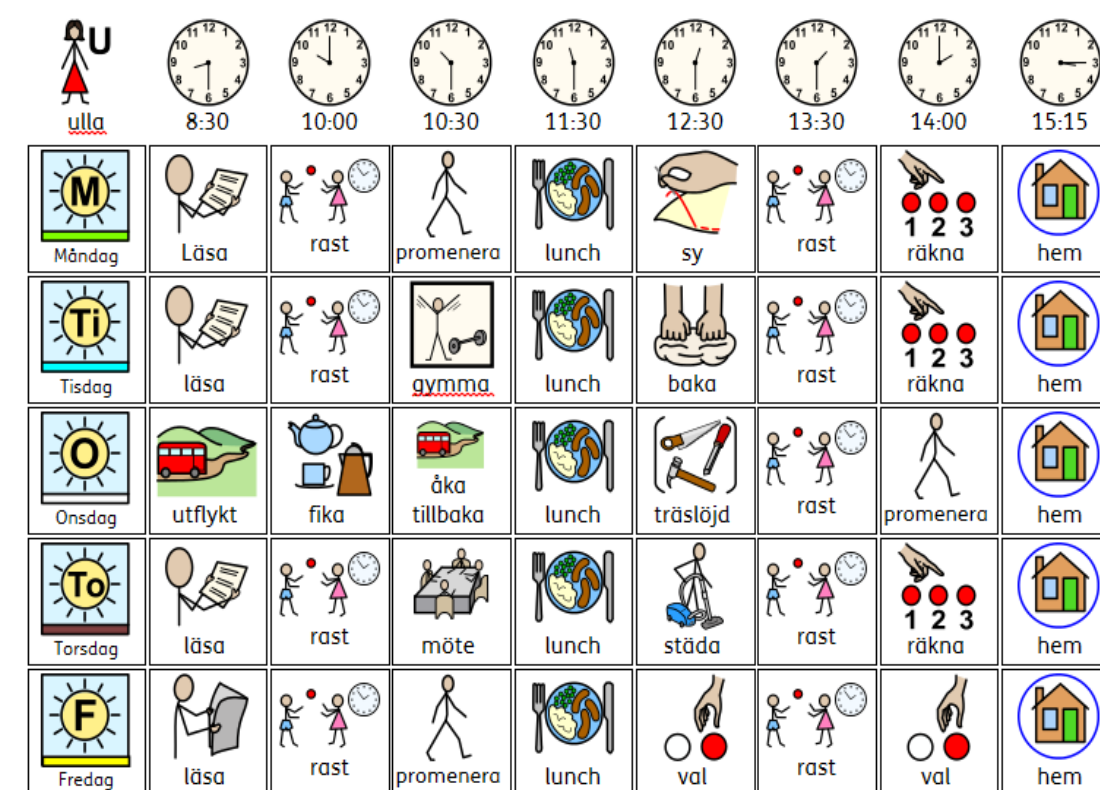 U
ulla 8:30 10:00 10:30 11:30 12:30 13:30 14:00 15:15
M
1 2 3
Måndag Läsa rast promenera lunch sy rast räkna hem
Ti
1 2 3
Tisdag läsa rast gymma lunch baka rast räkna hem
O
åka
Onsdag utflykt fika tillbaka lunch träslöjd rast promenera hem
To
1 2 3
Torsdag läsa rast möte lunch städa rast räkna hem
F
Fredag läsa rast promenera lunch val rast val hem